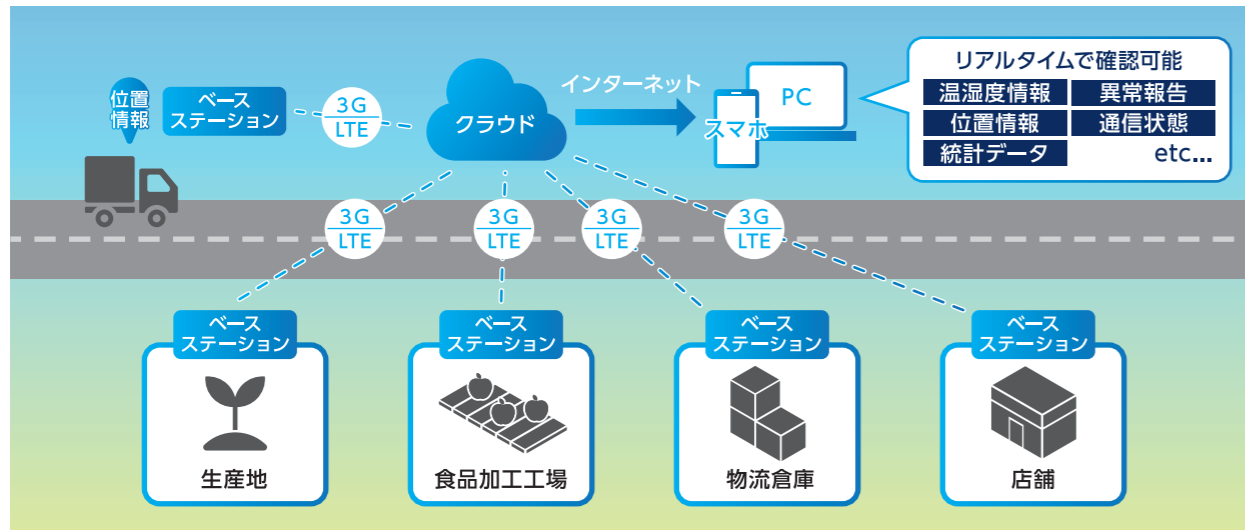 位置
情報
ベース
ステーション
3G
LTE
クラウド
インターネット
スマホ
PC
リアルタイムで確認可能
温湿度情報
異常報告
位置情報
通信状態
統計データ
etc...
3G
LTE
3G
LTE
3G
LTE
3G
LTE
ベース
ステーション
生産地
ベース
ステーション
食品加工工場
ベース
ステーション
物流倉庫
ベース
ステーション
店舗